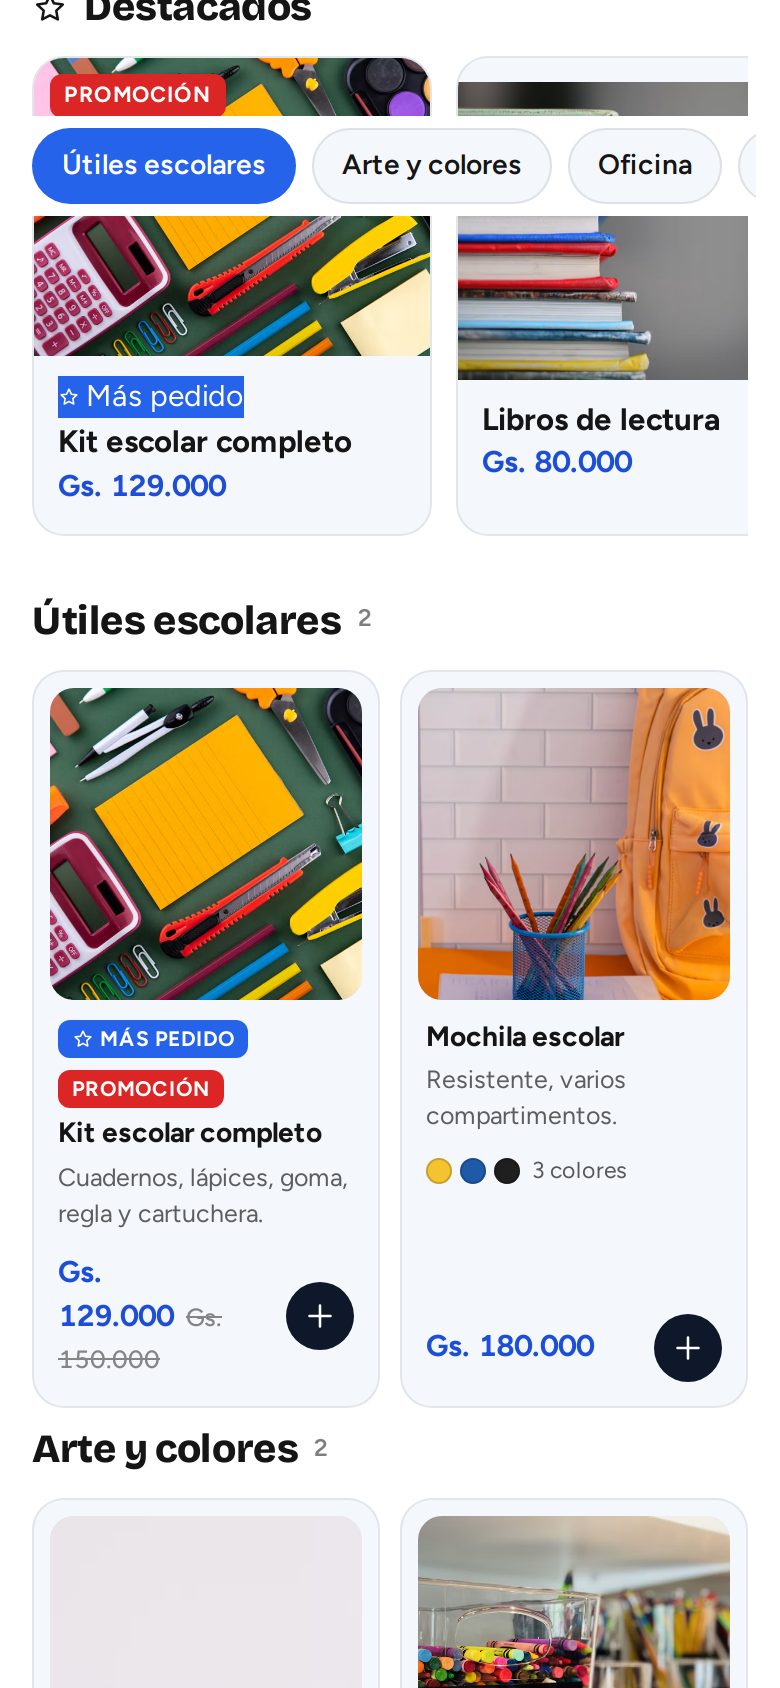 Destacados
PROMOCIÓN
Útiles escolares
Arte y colores
Oficina
Más pedido
Kit escolar completo
Gs. 129.000
Libros de lectura
Gs. 80.000
Útiles escolares 2
MÁS PEDIDO
PROMOCIÓN
Kit escolar completo
Cuadernos, lápices, goma,
regla y cartuchera.
Gs.
129.000 Gs.
150.000
Mochila escolar
Resistente, varios
compartimentos.
3 colores
Gs. 180.000
Arte y colores 2